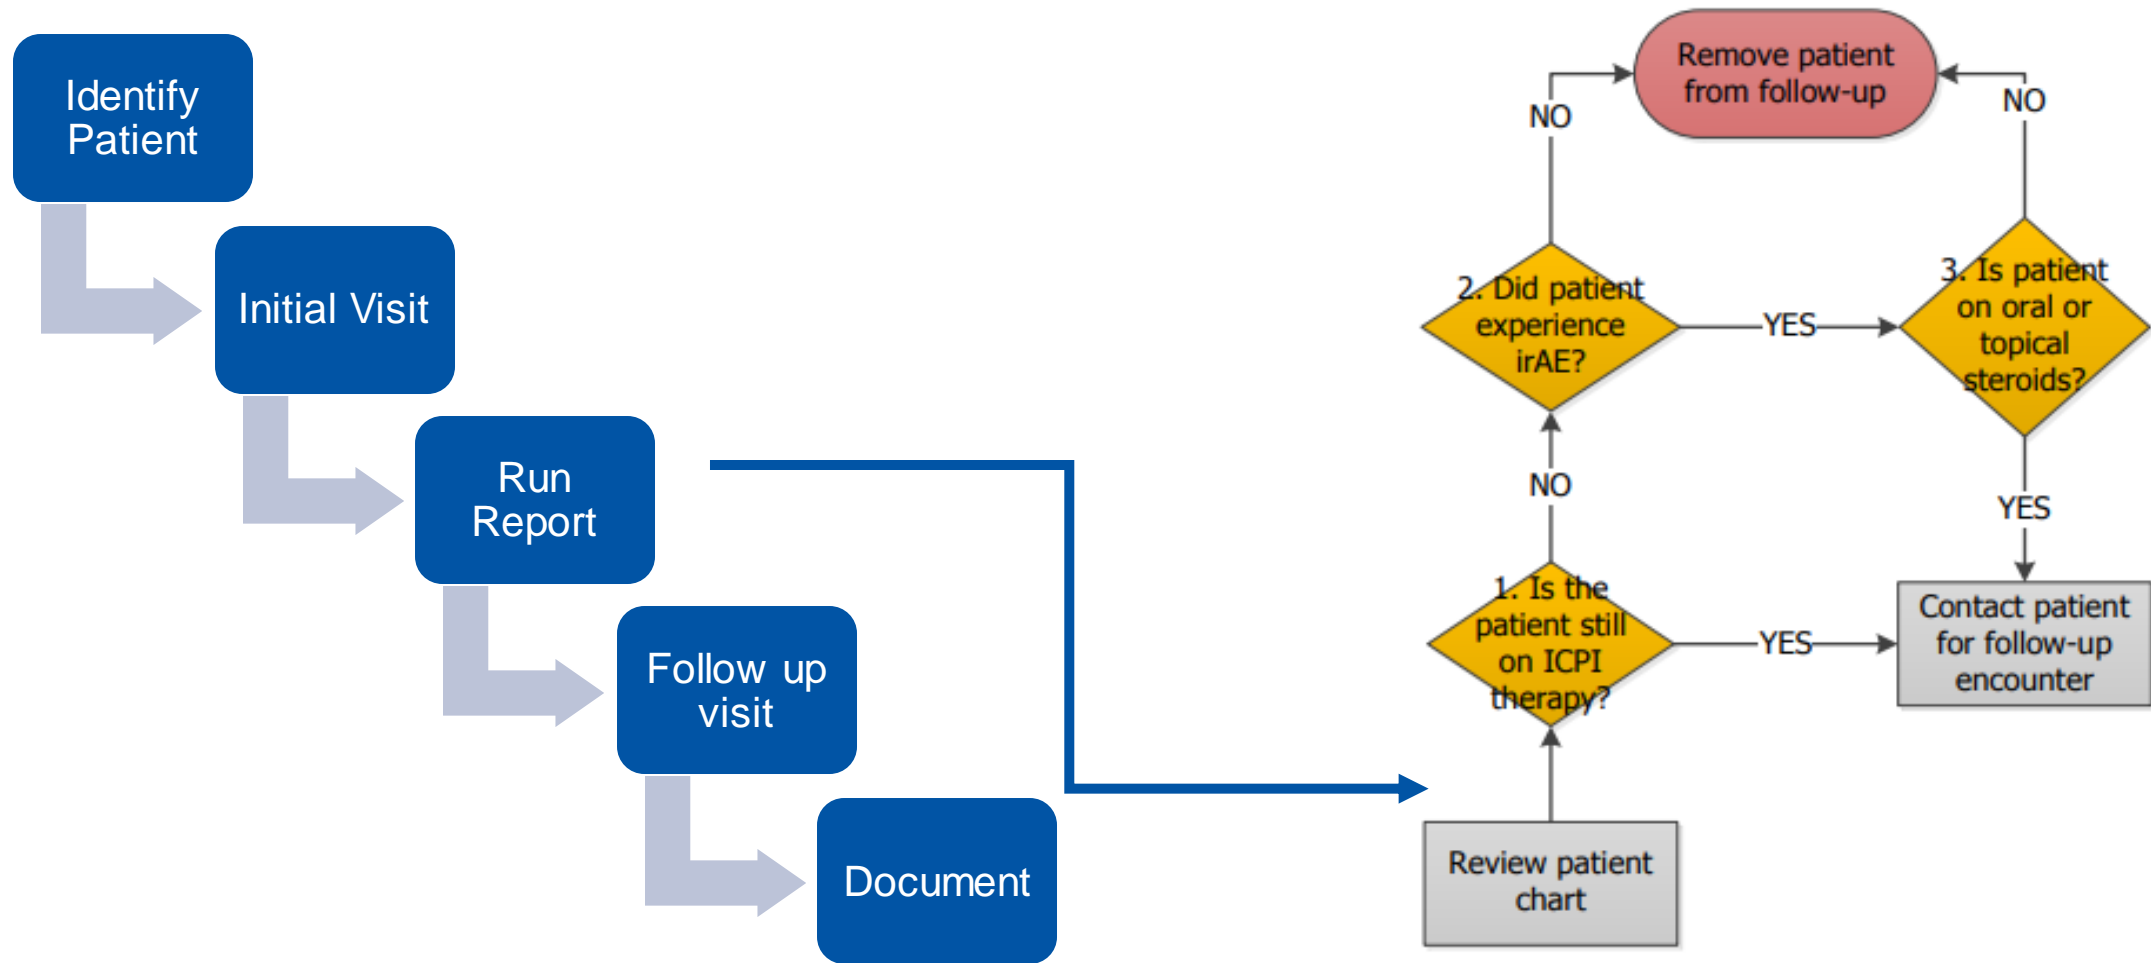 Identify
Patient
Initial Visit
Run
Report
Follow up
visit
Document
Remove patient
from follow-up
NO
NO
2. Did patient
experience
irAE?
YES
3. Is patient
on oral or
topical
steroids?
NO
YES
1. Is the
patient still
on ICPI
therapy?
YES
Contact patient
for follow-up
encounter
Review patient
chart